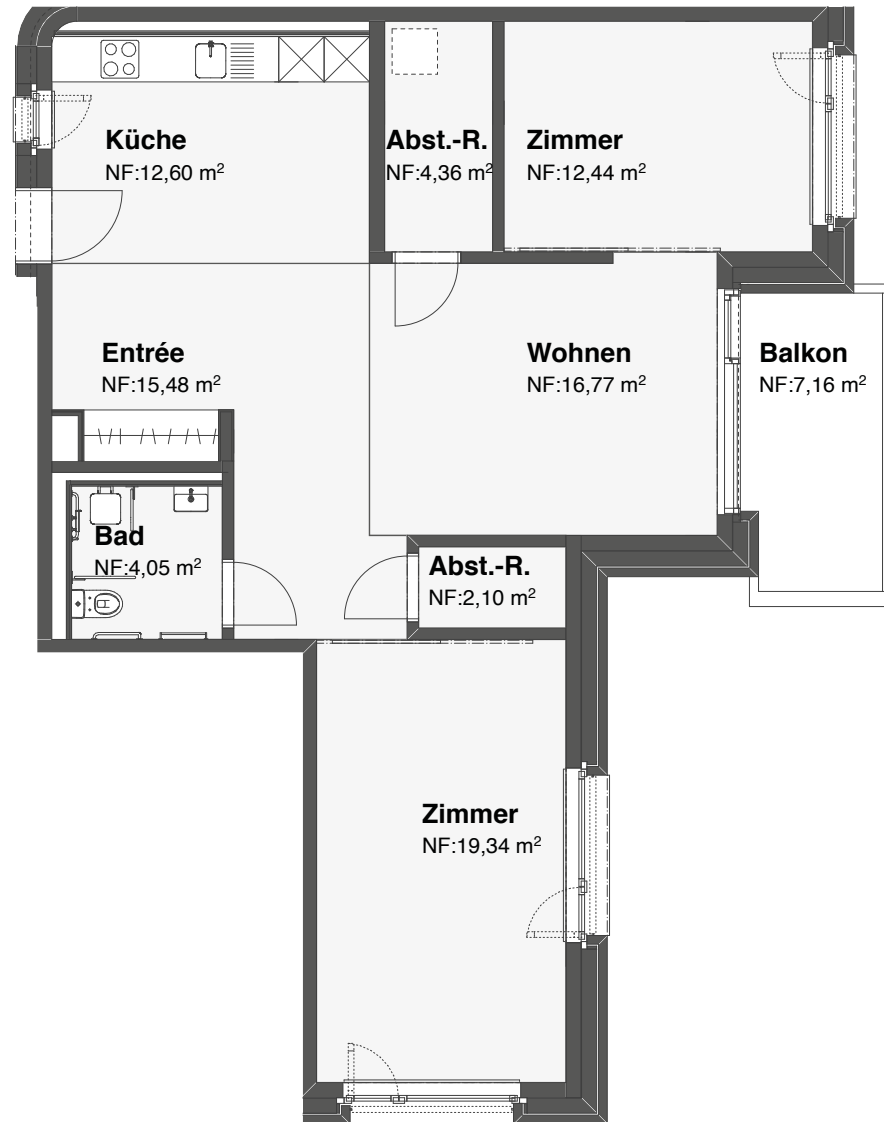 Küche
NF:12,60 m²
Abst.-R.
NF:4,36 m²
Zimmer
NF:12,44 m²
Entrée
NF:15,48 m²
Wohnen
NF:16,77 m²
Balkon
NF:7,16 m²
Bad
NF:4,05 m²
Abst.-R.
NF:2,10 m²
Zimmer
NF:19,34 m²